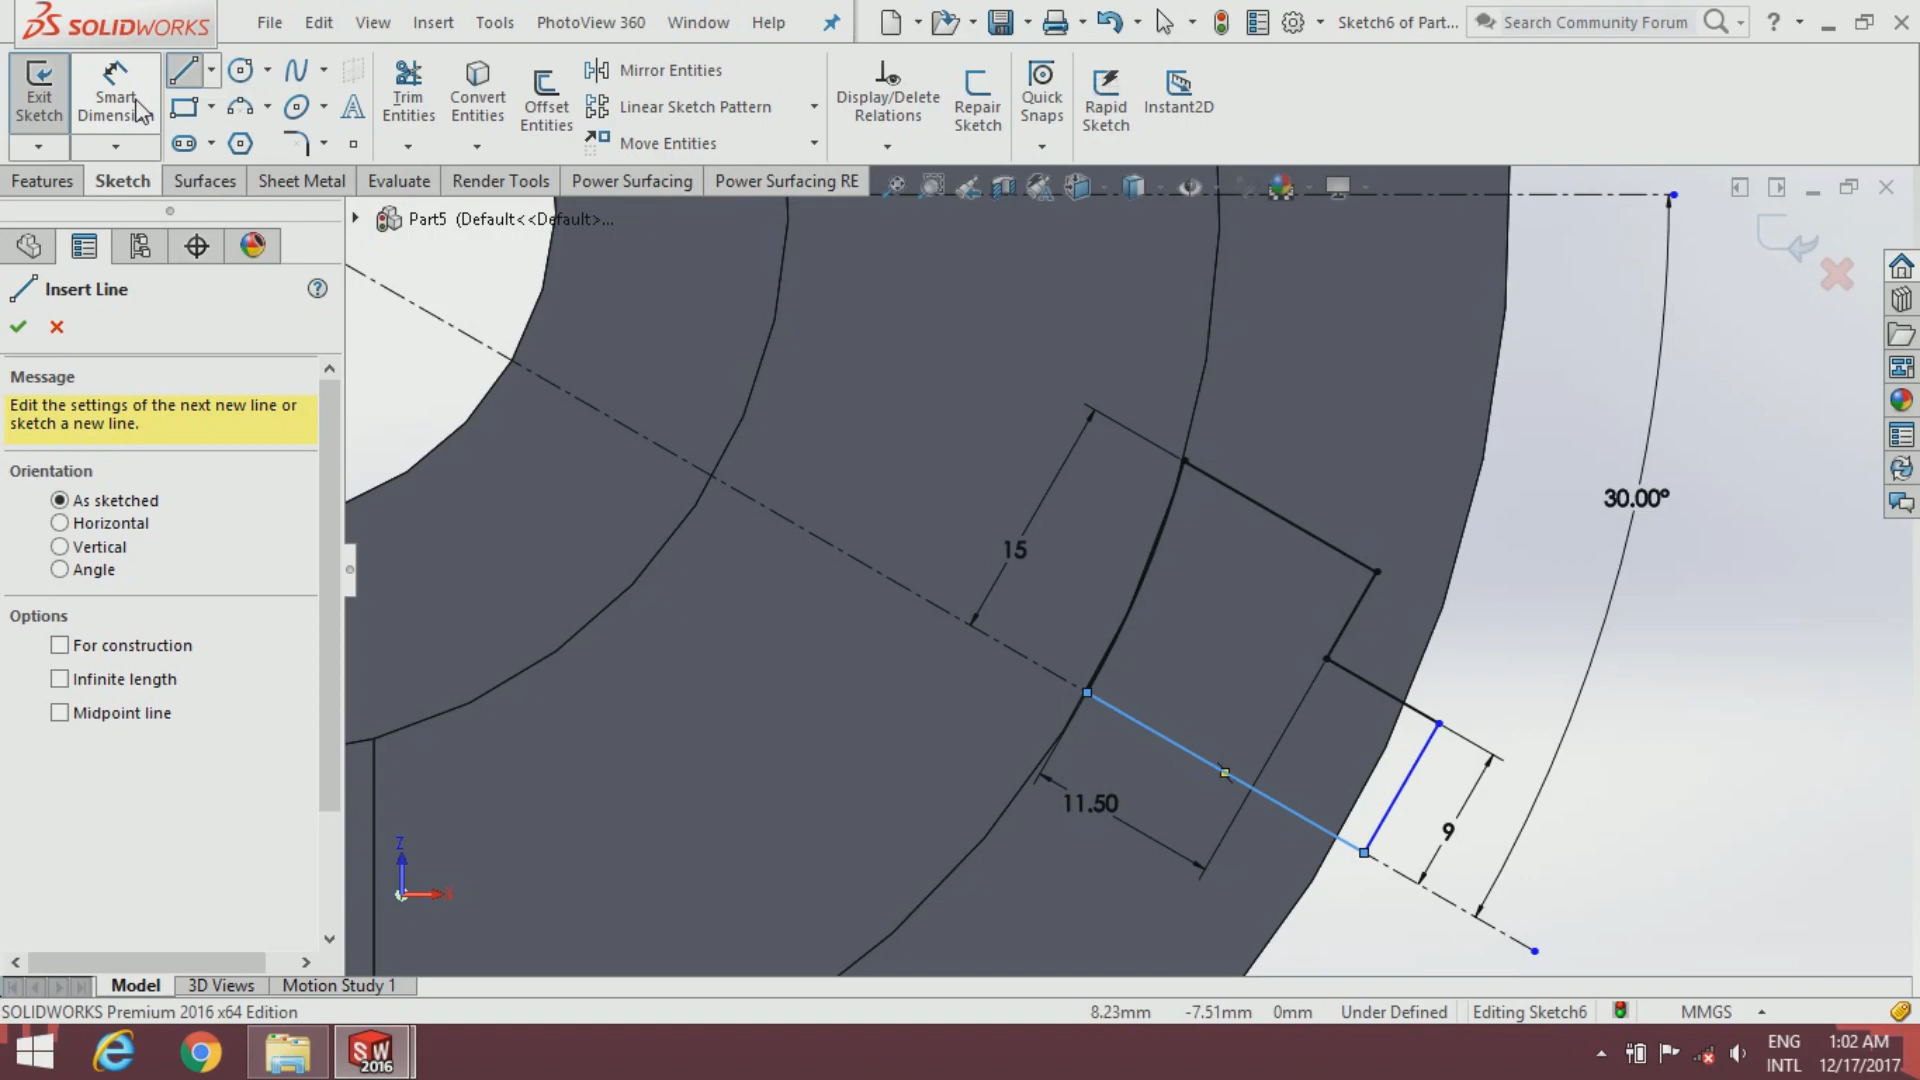 SOLIDWORKS
File Edit View Insert Tools PhotoView 360 Window Help
Sketch6 of Part...
Search Community Forum
?
Exit Sketch
Smart Dimension
Trim Entities
Convert Entities
Offset Entities
Mirror Entities
Linear Sketch Pattern
Move Entities
Display/Delete Relations
Repair Sketch
Quick Snaps
Rapid Sketch
Instant2D
Features Sketch Surfaces Sheet Metal Evaluate Render Tools Power Surfacing Power Surfacing RE
Part5 (Default<<Default>...
Insert Line
Message
Edit the settings of the next new line or
sketch a new line.
Orientation
As sketched
Horizontal
Vertical
Angle
Options
For construction
Infinite length
Midpoint line
15
30.00°
11.50
9
Z
X
Model 3D Views Motion Study 1
SOLIDWORKS Premium 2016 x64 Edition
8.23mm -7.51mm 0mm Under Defined Editing Sketch6 MMGS
SW
2016
ENG
INTL
1:02 AM
12/17/2017